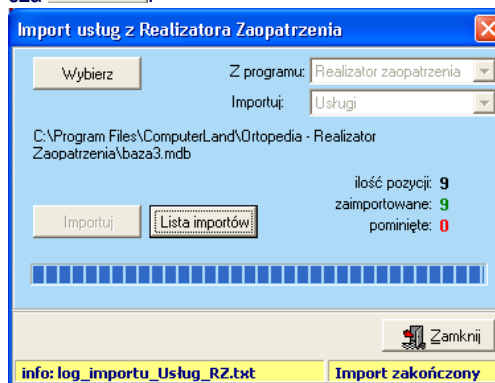 Import usług z Realizatora Zaopatrzenia
Wybierz
Z programu: Realizator zaopatrzenia
Importuj: Usługi
C:\Program Files\ComputerLand\Ortopedia - Realizator
Zaopatrzenia\baza3.mdb
ilość pozycji: 9
zaimportowane: 9
Importuj Lista importów pominięte: 0
Zamknij
info: log_importu_Usług_RZ.txt Import zakończony